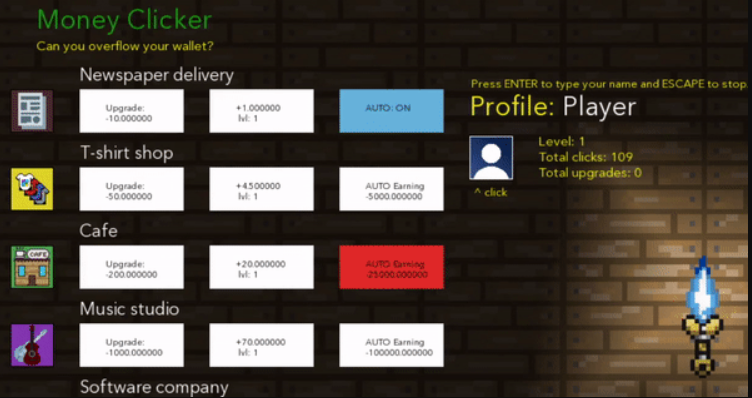 Money Clicker
Can you overflow your wallet?
Newspaper delivery
Upgrade:
-10.000000
+1.000000
lvl: 1
AUTO: ON
T-shirt shop
Upgrade:
-50.000000
+4.500000
lvl: 1
AUTO Earning
-5000.000000
Cafe
CAFE
Upgrade:
-200.000000
+20.000000
lvl: 1
AUTO Earning
-25000.000000
Music studio
Upgrade:
-1000.000000
+70.000000
lvl: 1
AUTO Earning
-100000.000000
Software company
Press ENTER to type your name and ESCAPE to stop
Profile: Player
Level: 1
Total clicks: 109
Total upgrades: 0
^ click